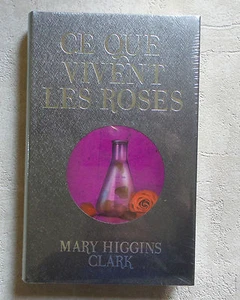 CE QUE
VIVENT
LES ROSES
MARY HIGGINS
CLARK